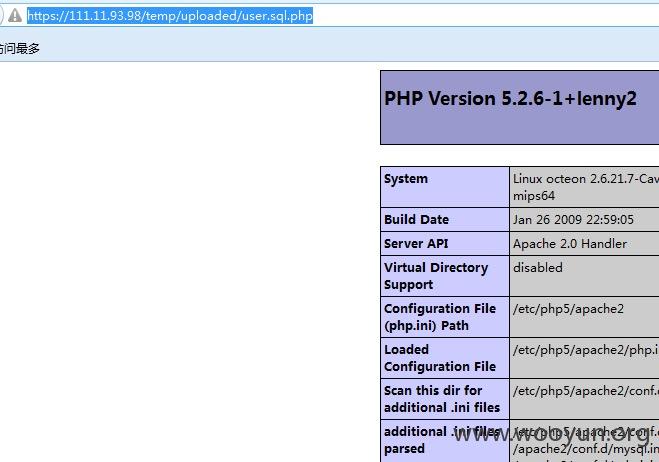 https://111.11.93.98/temp/uploaded/user.sql.php
访问最多
PHP Version 5.2.6-1+lenny2
System
Linux octeon 2.6.21.7-Cav
mips64
Build Date
Jan 26 2009 22:59:05
Server API
Apache 2.0 Handler
Virtual Directory
Support
disabled
Configuration File
(php.ini) Path
/etc/php5/apache2
Loaded
Configuration File
/etc/php5/apache2/php.i
Scan this dir for
additional .ini files
/etc/php5/apache2/conf.d
additional .ini files
parsed
/etc/php5/apache2/conf.d
/apache2/conf.d/mysql.in
www.wooyun.org